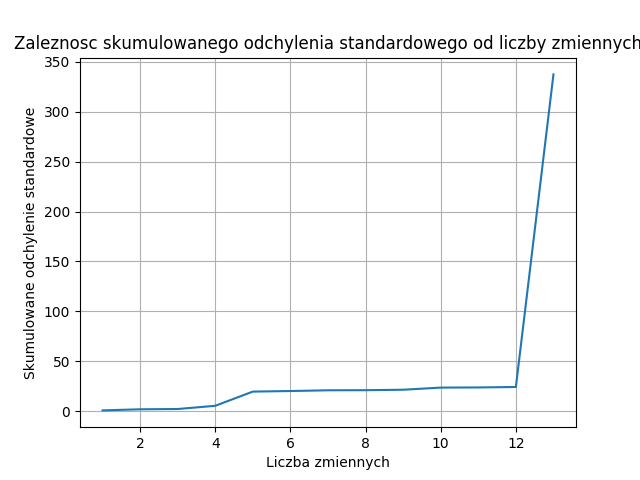 Zaleznosc skumulowanego odchylenia standardowego od liczby zmiennych
350
300
250
200
150
100
50
0
Skumulowane odchylenie standardowe
2 4 6 8 10 12
Liczba zmiennych